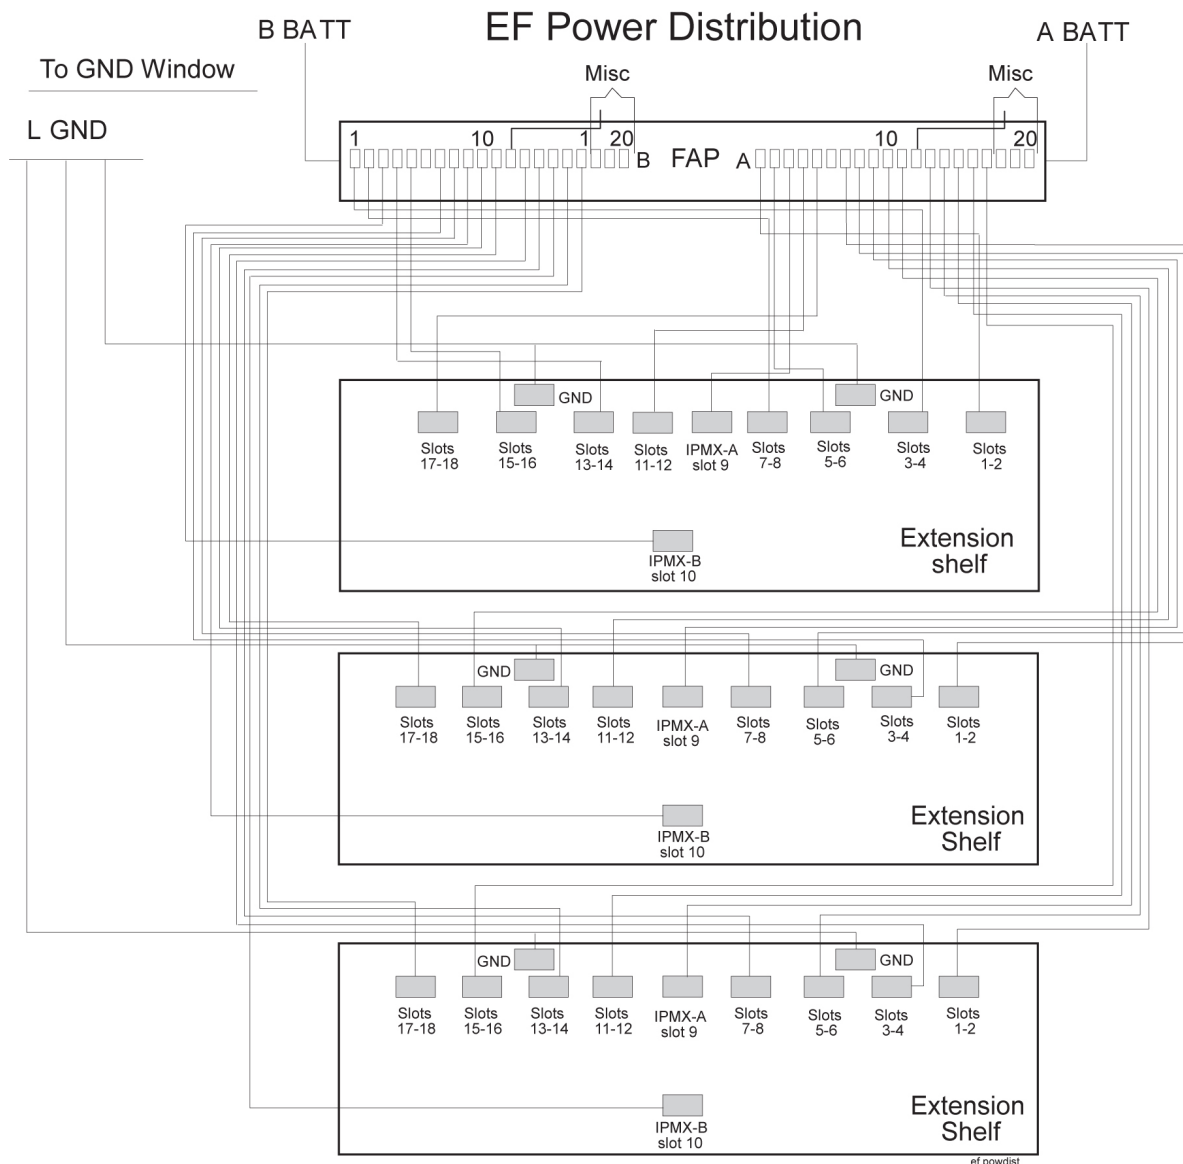 EF Power Distribution
B BATT
A BATT
To GND Window
Misc
Misc
L GND
1
10
1
20
10
20
B
FAP
A
GND
GND
Slots
17-18
Slots
15-16
Slots
13-14
Slots
11-12
IPMX-A
slot 9
Slots
7-8
Slots
5-6
Slots
3-4
Slots
1-2
Extension
shelf
IPMX-B
slot 10
GND
GND
Slots
17-18
Slots
15-16
Slots
13-14
Slots
11-12
IPMX-A
slot 9
Slots
7-8
Slots
5-6
Slots
3-4
Slots
1-2
Extension
Shelf
IPMX-B
slot 10
GND
GND
Slots
17-18
Slots
15-16
Slots
13-14
Slots
11-12
IPMX-A
slot 9
Slots
7-8
Slots
5-6
Slots
3-4
Slots
1-2
Extension
Shelf
IPMX-B
slot 10
ef powdist